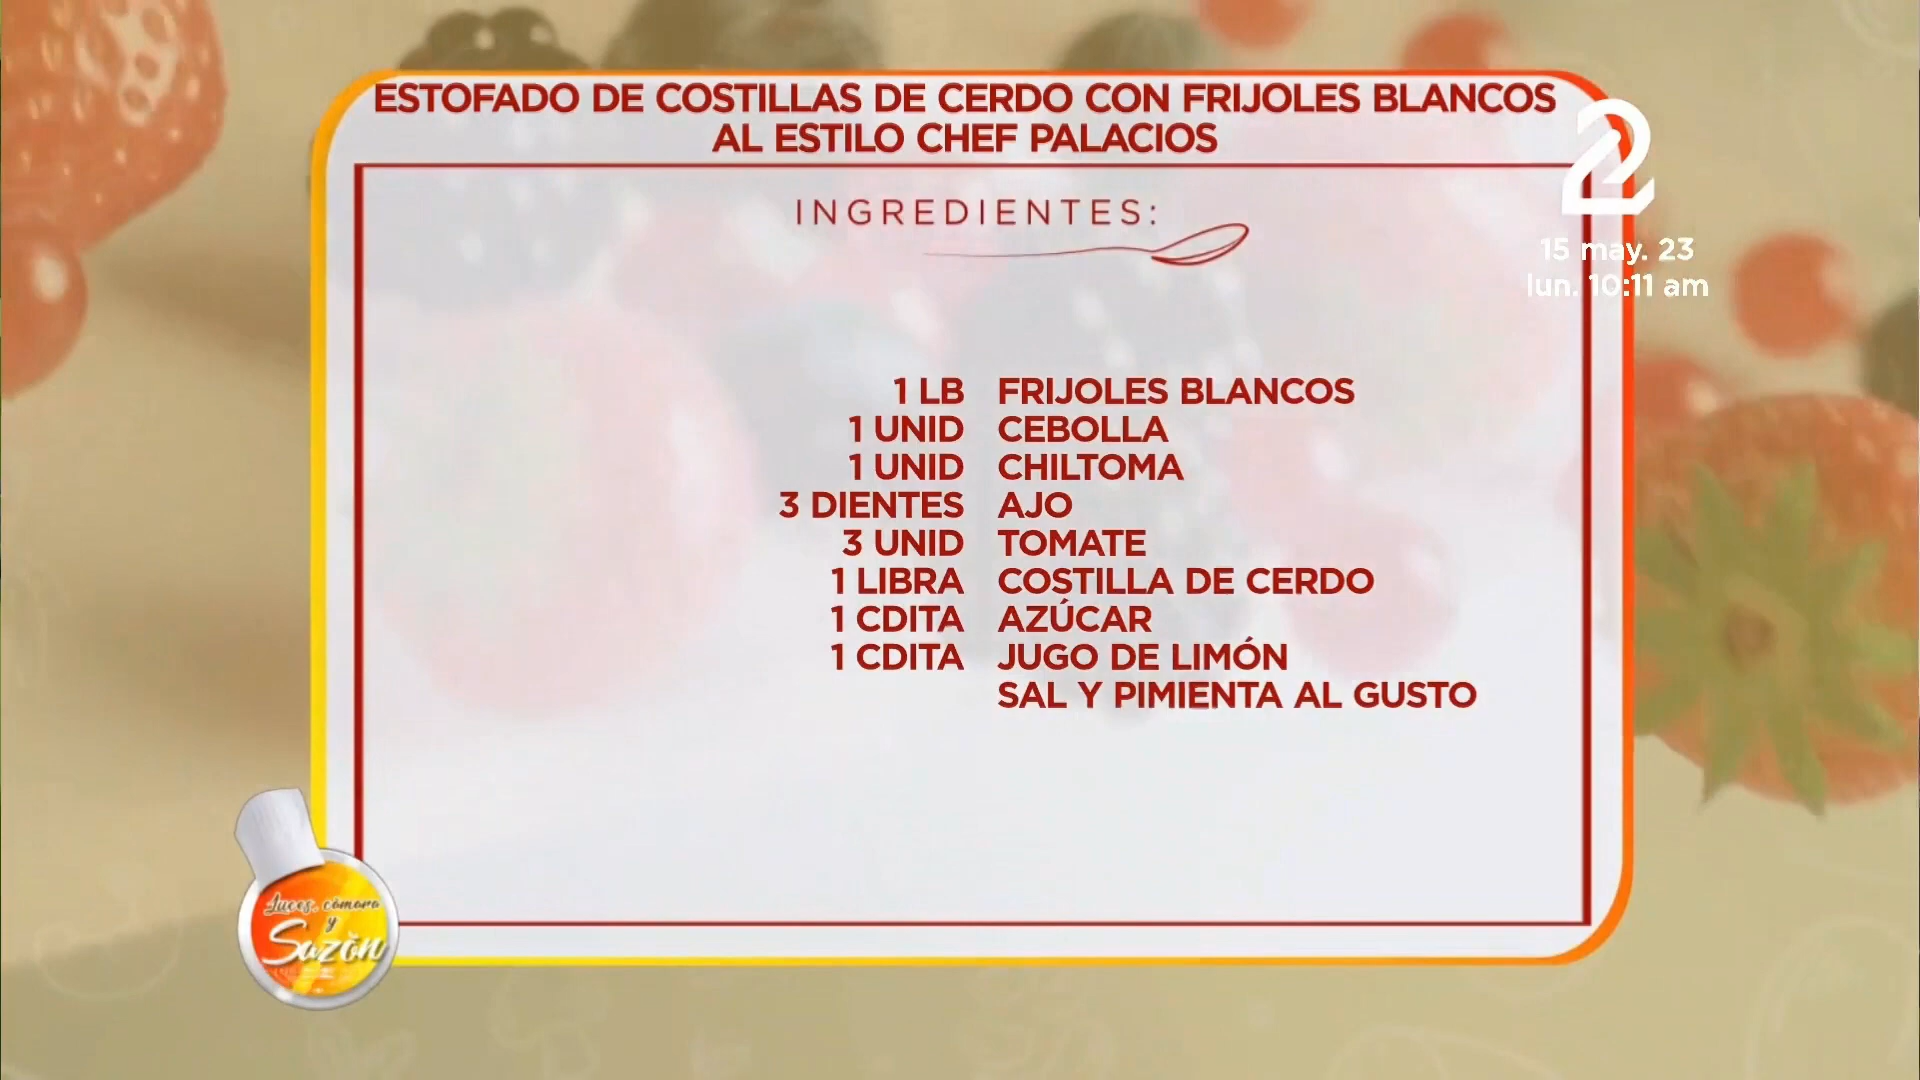 ESTOFADO DE COSTILLAS DE CERDO CON FRIJOLES BLANCOS
AL ESTILO CHEF PALACIOS
2
15 may. 23
lun. 10:11 am
INGREDIENTES:
1 LB FRIJOLES BLANCOS
1 UNID CEBOLLA
1 UNID CHILTOMA
3 DIENTES AJO
3 UNID TOMATE
1 LIBRA COSTILLA DE CERDO
1 CDITA AZÚCAR
1 CDITA JUGO DE LIMÓN
SAL Y PIMIENTA AL GUSTO
Luces, cámara
y
Sazón